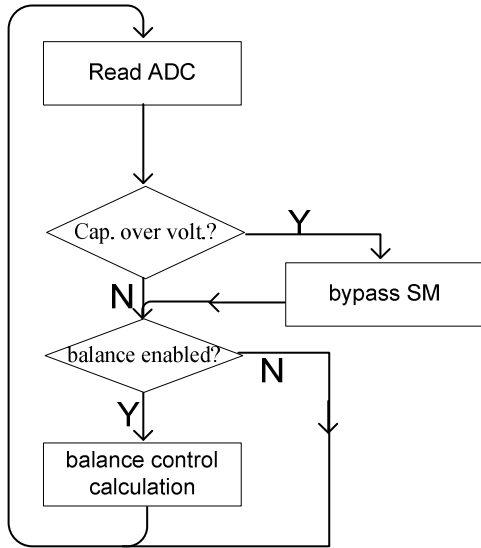 Read ADC
Cap. over volt.?
Y
N
bypass SM
balance enabled?
N
Y
balance control
calculation